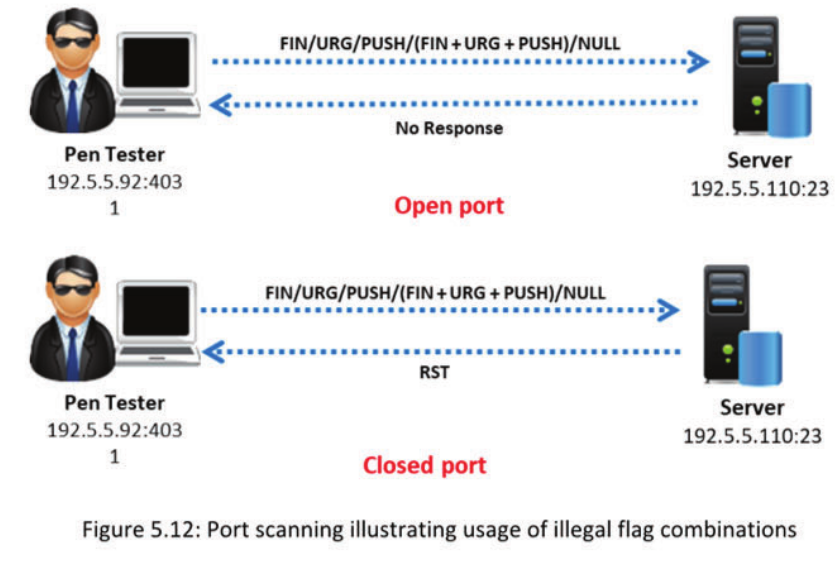 FIN/URG/PUSH/(FIN+URG+PUSH)/NULL
No Response
Pen Tester
192.5.5.92:403
1
Server
192.5.5.110:23
Open port
FIN/URG/PUSH/(FIN+URG+PUSH)/NULL
RST
Pen Tester
192.5.5.92:403
1
Server
192.5.5.110:23
Closed port
Figure 5.12: Port scanning illustrating usage of illegal flag combinations